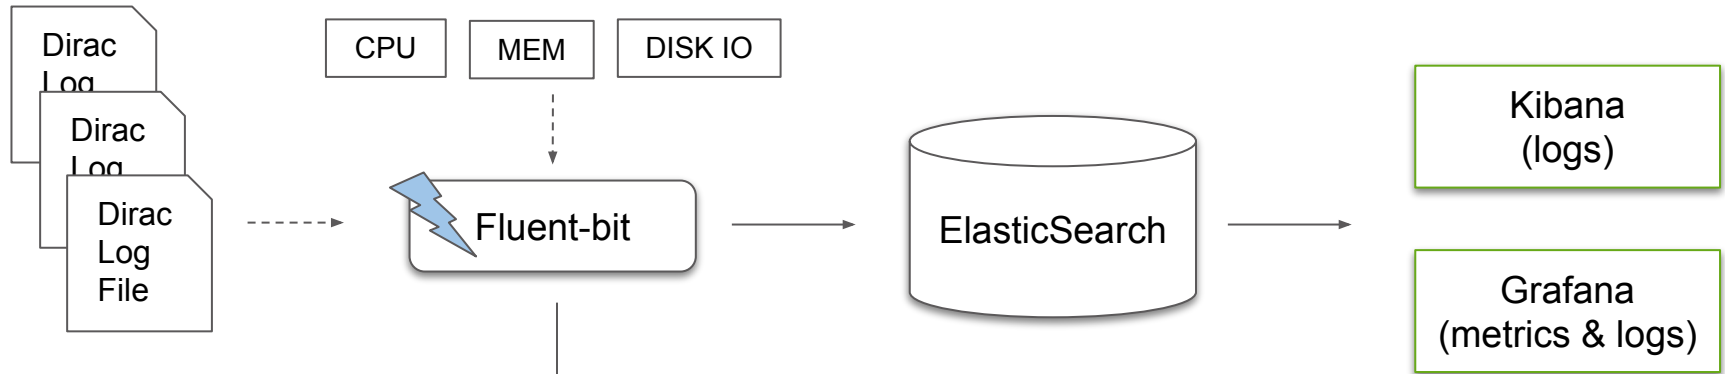 Dirac
Log
Dirac
Log
Dirac
Log
File
CPU
MEM
DISK IO
Fluent-bit
ElasticSearch
Kibana
(logs)
Grafana
(metrics & logs)